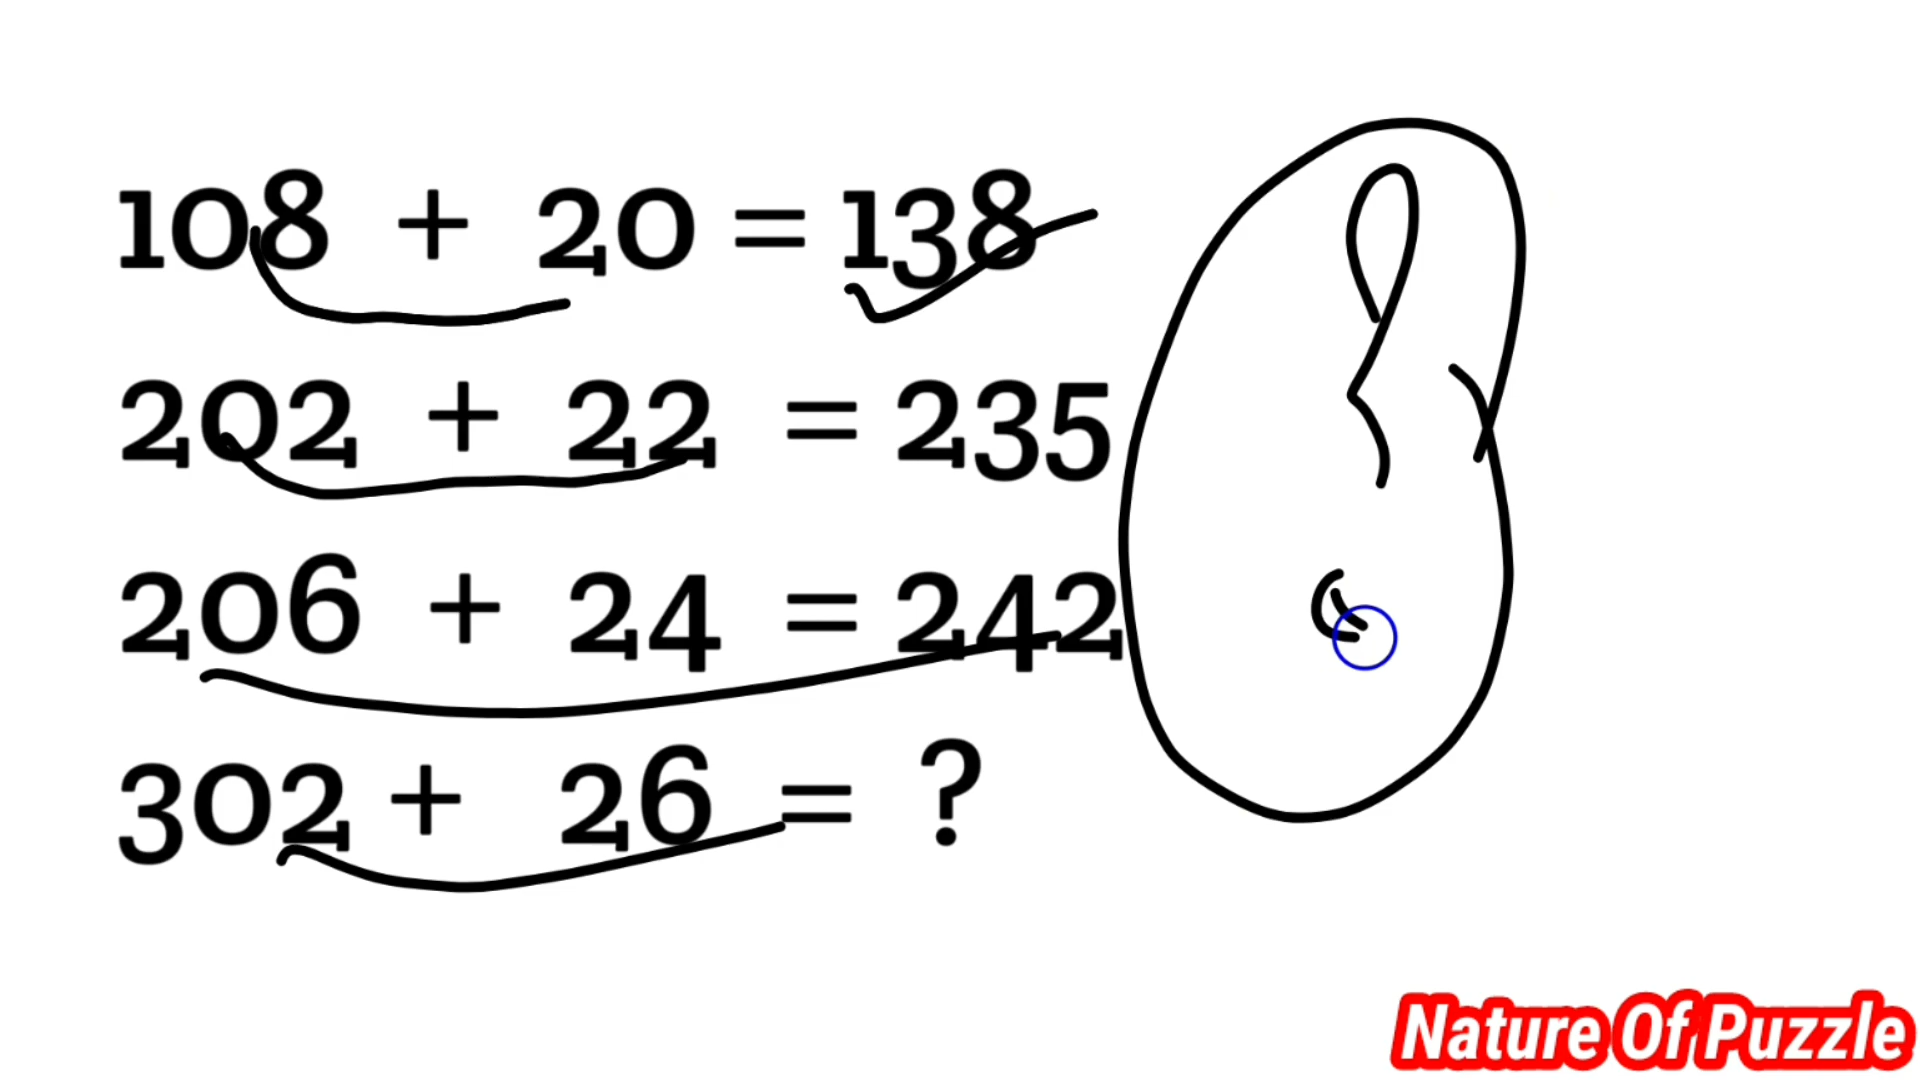 108 + 20 = 138
202 + 22 = 235
206 + 24 = 242
302 + 26 = ?
Nature Of Puzzle